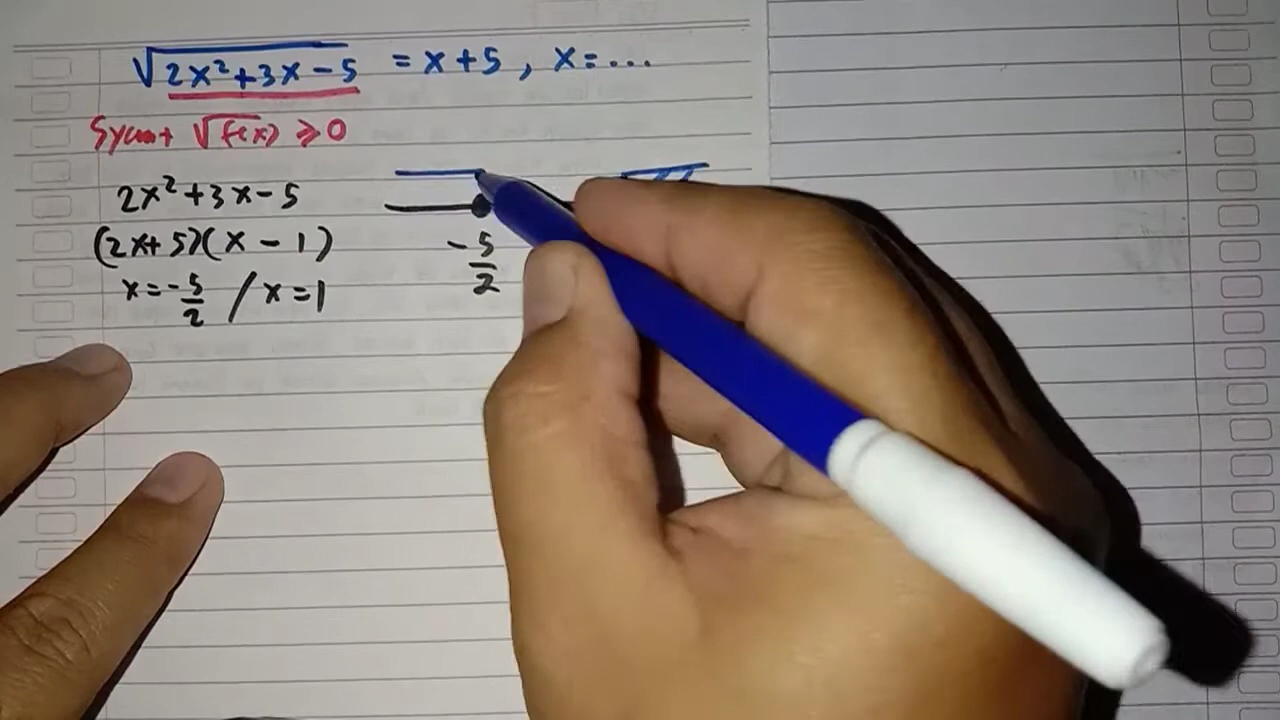 √2x²+3x-5 = x+5, x=...
Syarat √f(x) ≥ 0
2x²+3x-5
(2x+5)(x-1)
x=-5/2 / x=1
-5/2